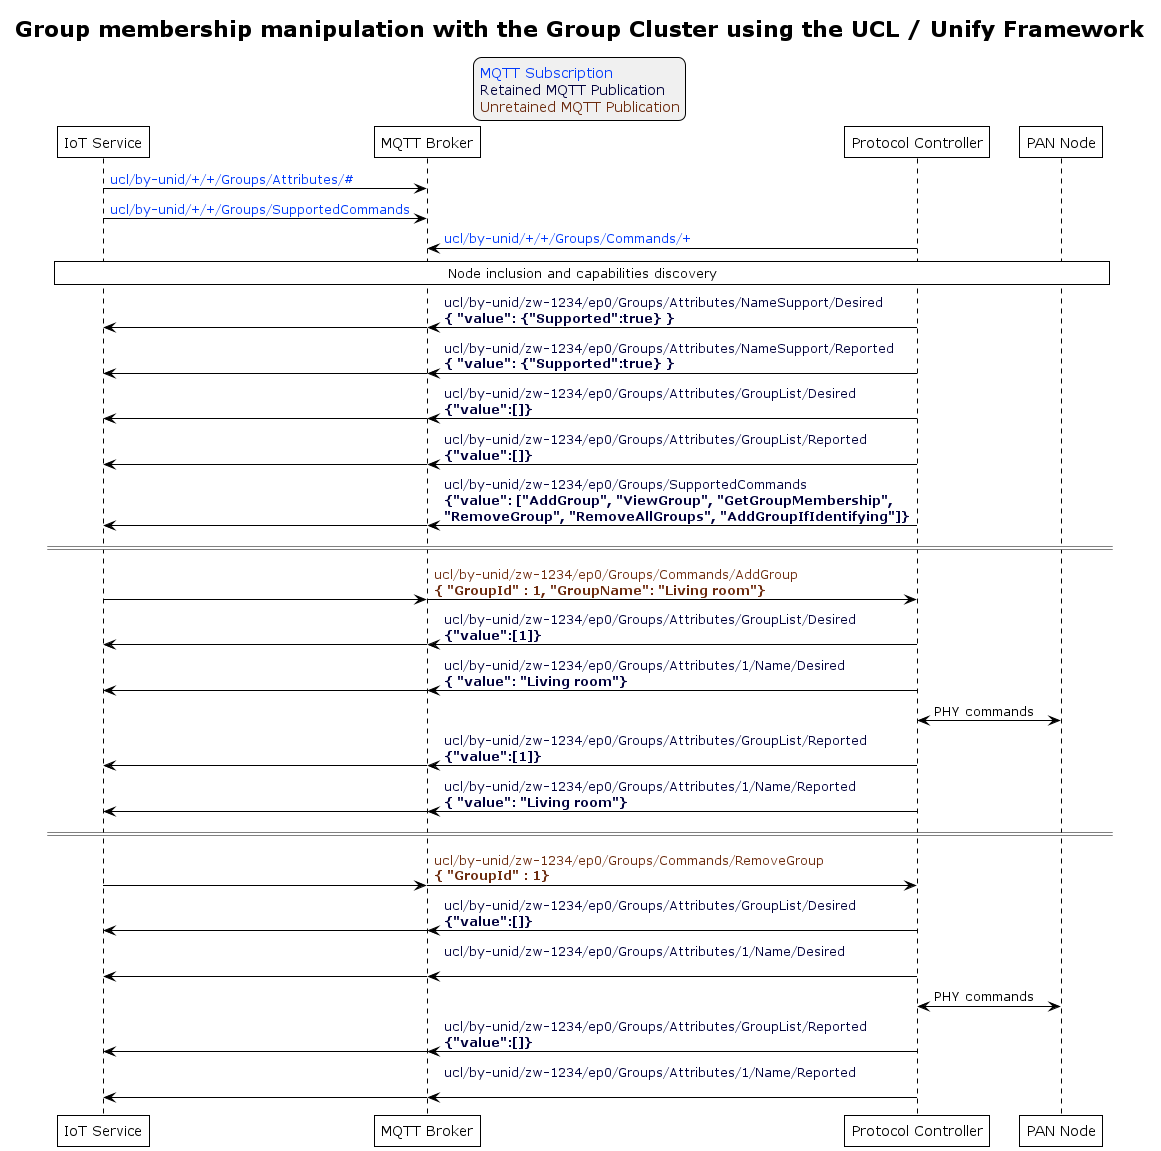 Group membership manipulation with the Group Cluster using the UCL / Unify Framework
MQTT Subscription
Retained MQTT Publication
Unretained MQTT Publication
IoT Service
MQTT Broker
Protocol Controller
PAN Node
ucl/by-unid/+/+/Groups/Attributes/#
ucl/by-unid/+/+/Groups/SupportedCommands
ucl/by-unid/+/+/Groups/Commands/+
Node inclusion and capabilities discovery
ucl/by-unid/zw-1234/ep0/Groups/Attributes/NameSupport/Desired
{ "value": {"Supported":true} }
ucl/by-unid/zw-1234/ep0/Groups/Attributes/NameSupport/Reported
{ "value": {"Supported":true} }
ucl/by-unid/zw-1234/ep0/Groups/Attributes/GroupList/Desired
{"value":[]}
ucl/by-unid/zw-1234/ep0/Groups/Attributes/GroupList/Reported
{"value":[]}
ucl/by-unid/zw-1234/ep0/Groups/SupportedCommands
{"value": ["AddGroup", "ViewGroup", "GetGroupMembership",
"RemoveGroup", "RemoveAllGroups", "AddGroupIfIdentifying"]}
ucl/by-unid/zw-1234/ep0/Groups/Commands/AddGroup
{ "GroupId" : 1, "GroupName": "Living room"}
ucl/by-unid/zw-1234/ep0/Groups/Attributes/GroupList/Desired
{"value":[1]}
ucl/by-unid/zw-1234/ep0/Groups/Attributes/1/Name/Desired
{ "value": "Living room"}
PHY commands
ucl/by-unid/zw-1234/ep0/Groups/Attributes/GroupList/Reported
{"value":[1]}
ucl/by-unid/zw-1234/ep0/Groups/Attributes/1/Name/Reported
{ "value": "Living room"}
ucl/by-unid/zw-1234/ep0/Groups/Commands/RemoveGroup
{ "GroupId" : 1}
ucl/by-unid/zw-1234/ep0/Groups/Attributes/GroupList/Desired
{"value":[]}
ucl/by-unid/zw-1234/ep0/Groups/Attributes/1/Name/Desired
PHY commands
ucl/by-unid/zw-1234/ep0/Groups/Attributes/GroupList/Reported
{"value":[]}
ucl/by-unid/zw-1234/ep0/Groups/Attributes/1/Name/Reported
IoT Service
MQTT Broker
Protocol Controller
PAN Node